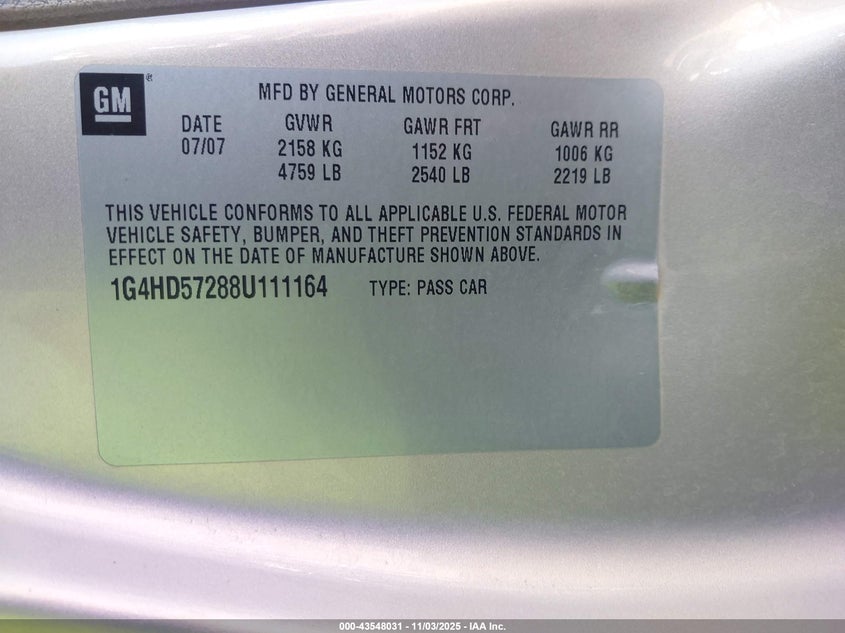 GM
MFD BY GENERAL MOTORS CORP.
DATE GVWR GAWR FRT GAWR RR
07/07 2158 KG 1152 KG 1006 KG
4759 LB 2540 LB 2219 LB
THIS VEHICLE CONFORMS TO ALL APPLICABLE U.S. FEDERAL MOTOR
VEHICLE SAFETY, BUMPER, AND THEFT PREVENTION STANDARDS IN
EFFECT ON THE DATE OF MANUFACTURE SHOWN ABOVE.
1G4HD57288U111164 TYPE: PASS CAR
000-43548031 - 11/03/2025 - IAA Inc.